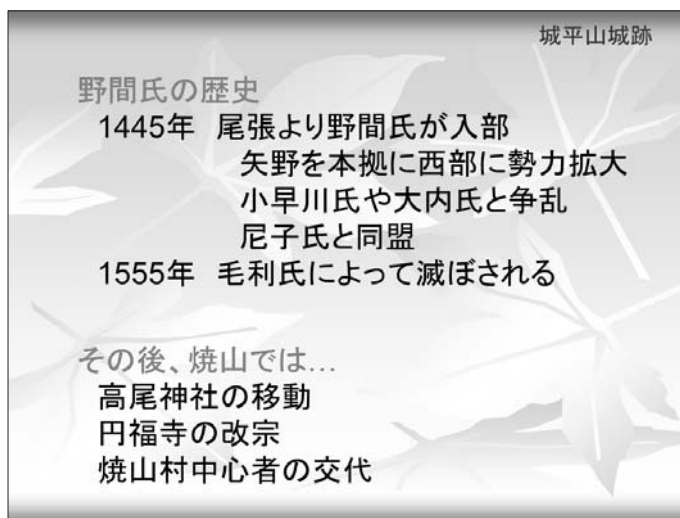 城平山城跡
野間氏の歴史
1445年 尾張より野間氏が入部
矢野を本拠に西部に勢力拡大
小早川氏や大内氏と争乱
尼子氏と同盟
1555年 毛利氏によって滅ぼされる
その後、焼山では…
高尾神社の移動
円福寺の改宗
焼山村中心者の交代